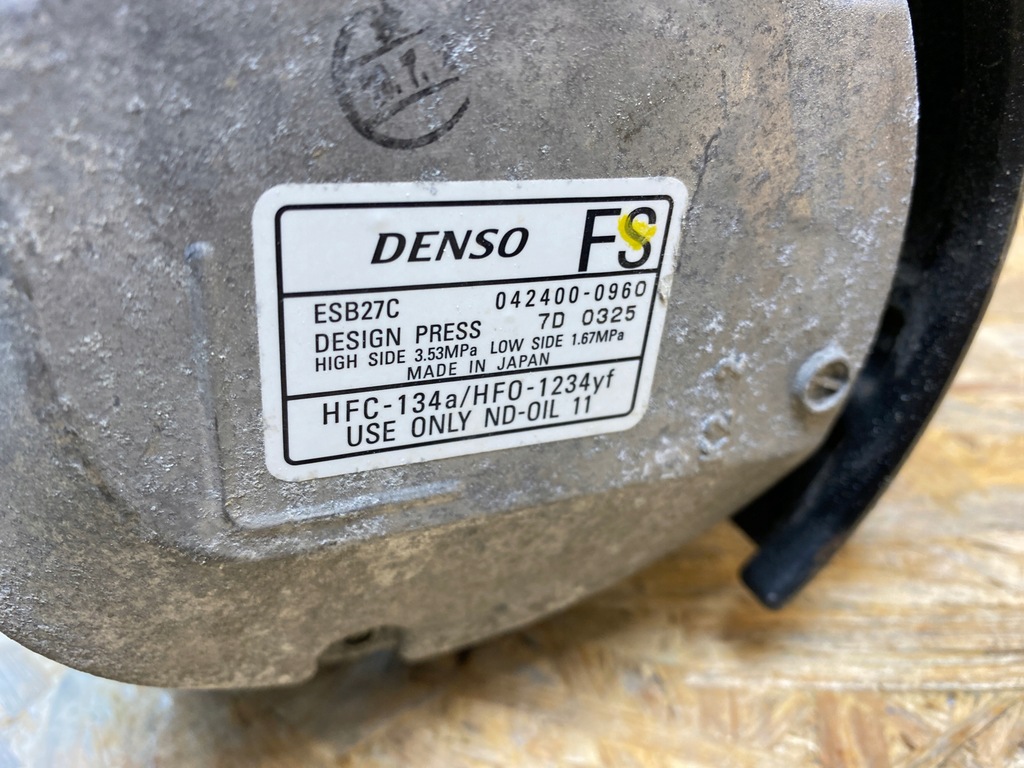 DENSO FS
ESB27C 042400-0960
DESIGN PRESS 7D 0325
HIGH SIDE 3.53MPa LOW SIDE 1.67MPa
MADE IN JAPAN
HFC-134a/HFO-1234yf
USE ONLY ND-OIL 11